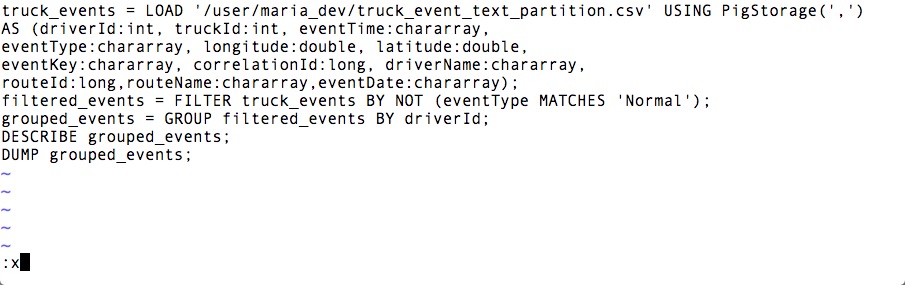 truck_events = LOAD '/user/maria_dev/truck_event_text_partition.csv' USING PigStorage(',')
AS (driverId:int, truckId:int, eventTime:chararray,
eventType:chararray, longitude:double, latitude:double,
eventKey:chararray, correlationId:long, driverName:chararray,
routeId:long,routeName:chararray,eventDate:chararray);
filtered_events = FILTER truck_events BY NOT (eventType MATCHES 'Normal');
grouped_events = GROUP filtered_events BY driverId;
DESCRIBE grouped_events;
DUMP grouped_events;
~
~
~
~
~
:x